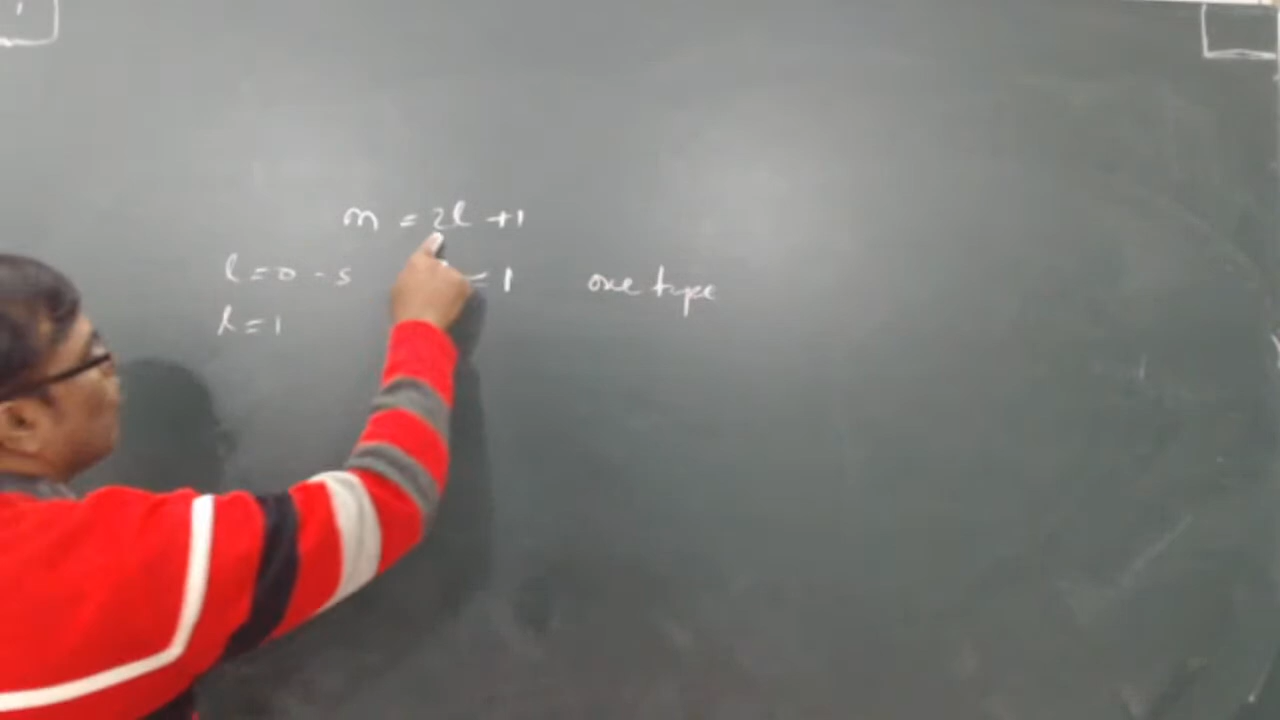 m = 2l + 1
l = 0 - s = 1 one type
l = 1